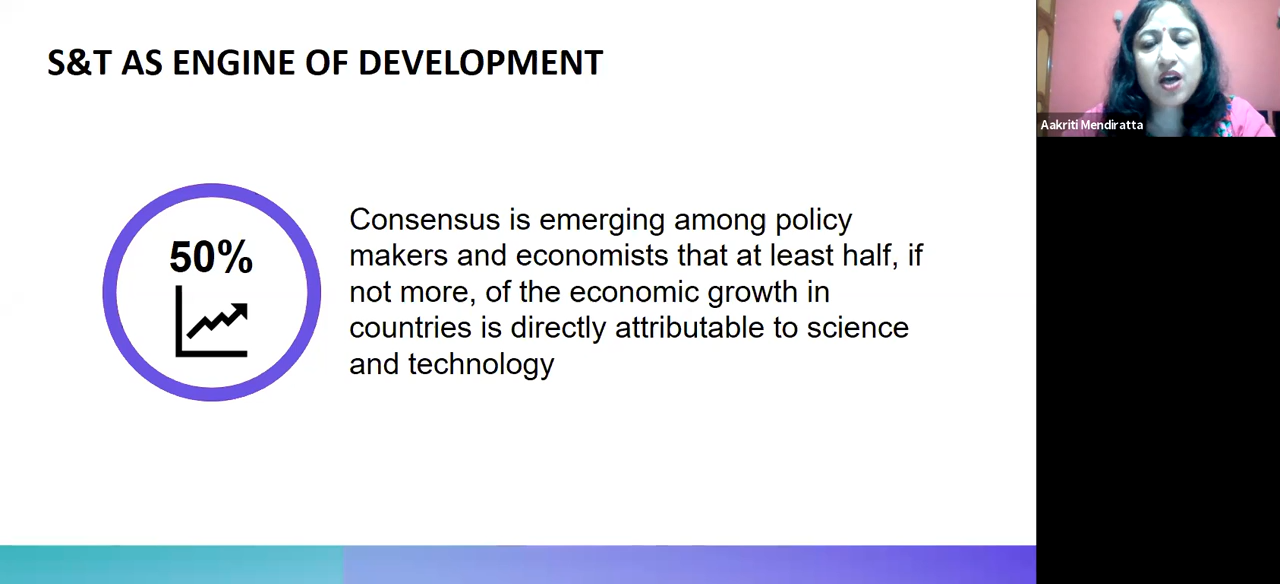 S&T AS ENGINE OF DEVELOPMENT
50%
Consensus is emerging among policy
makers and economists that at least half, if
not more, of the economic growth in
countries is directly attributable to science
and technology
Aakriti Mendiratta